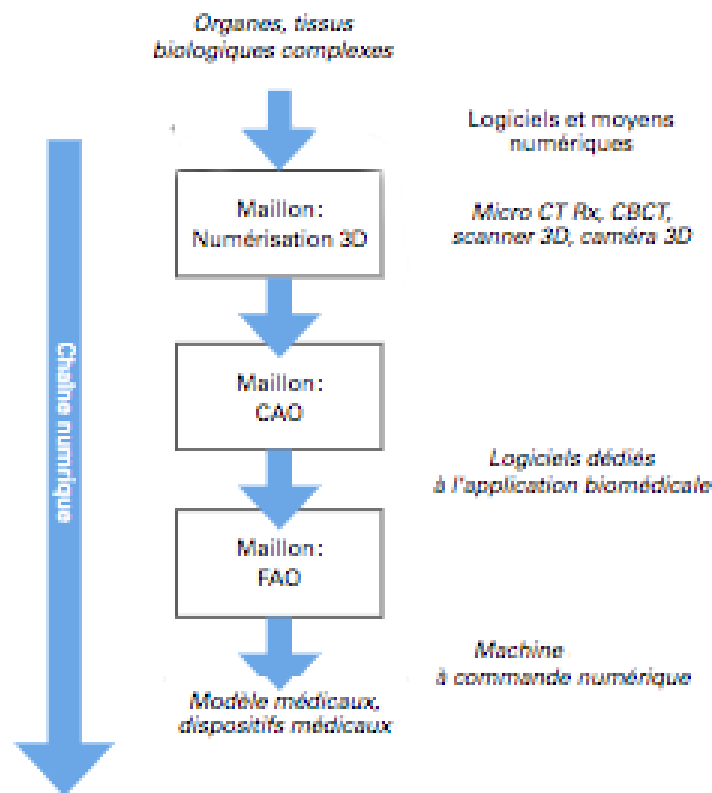 Organes, tissus
biologiques complexes
Logiciels et moyens
numériques
Maillon :
Numérisation 3D
Micro CT Rx, CBCT,
scanner 3D, caméra 3D
Maillon :
CAO
Logiciels dédiés
à l'application biomédicale
Maillon :
FAO
Machine
à commande numérique
Modèle médicaux,
dispositifs médicaux
Chaîne numrique